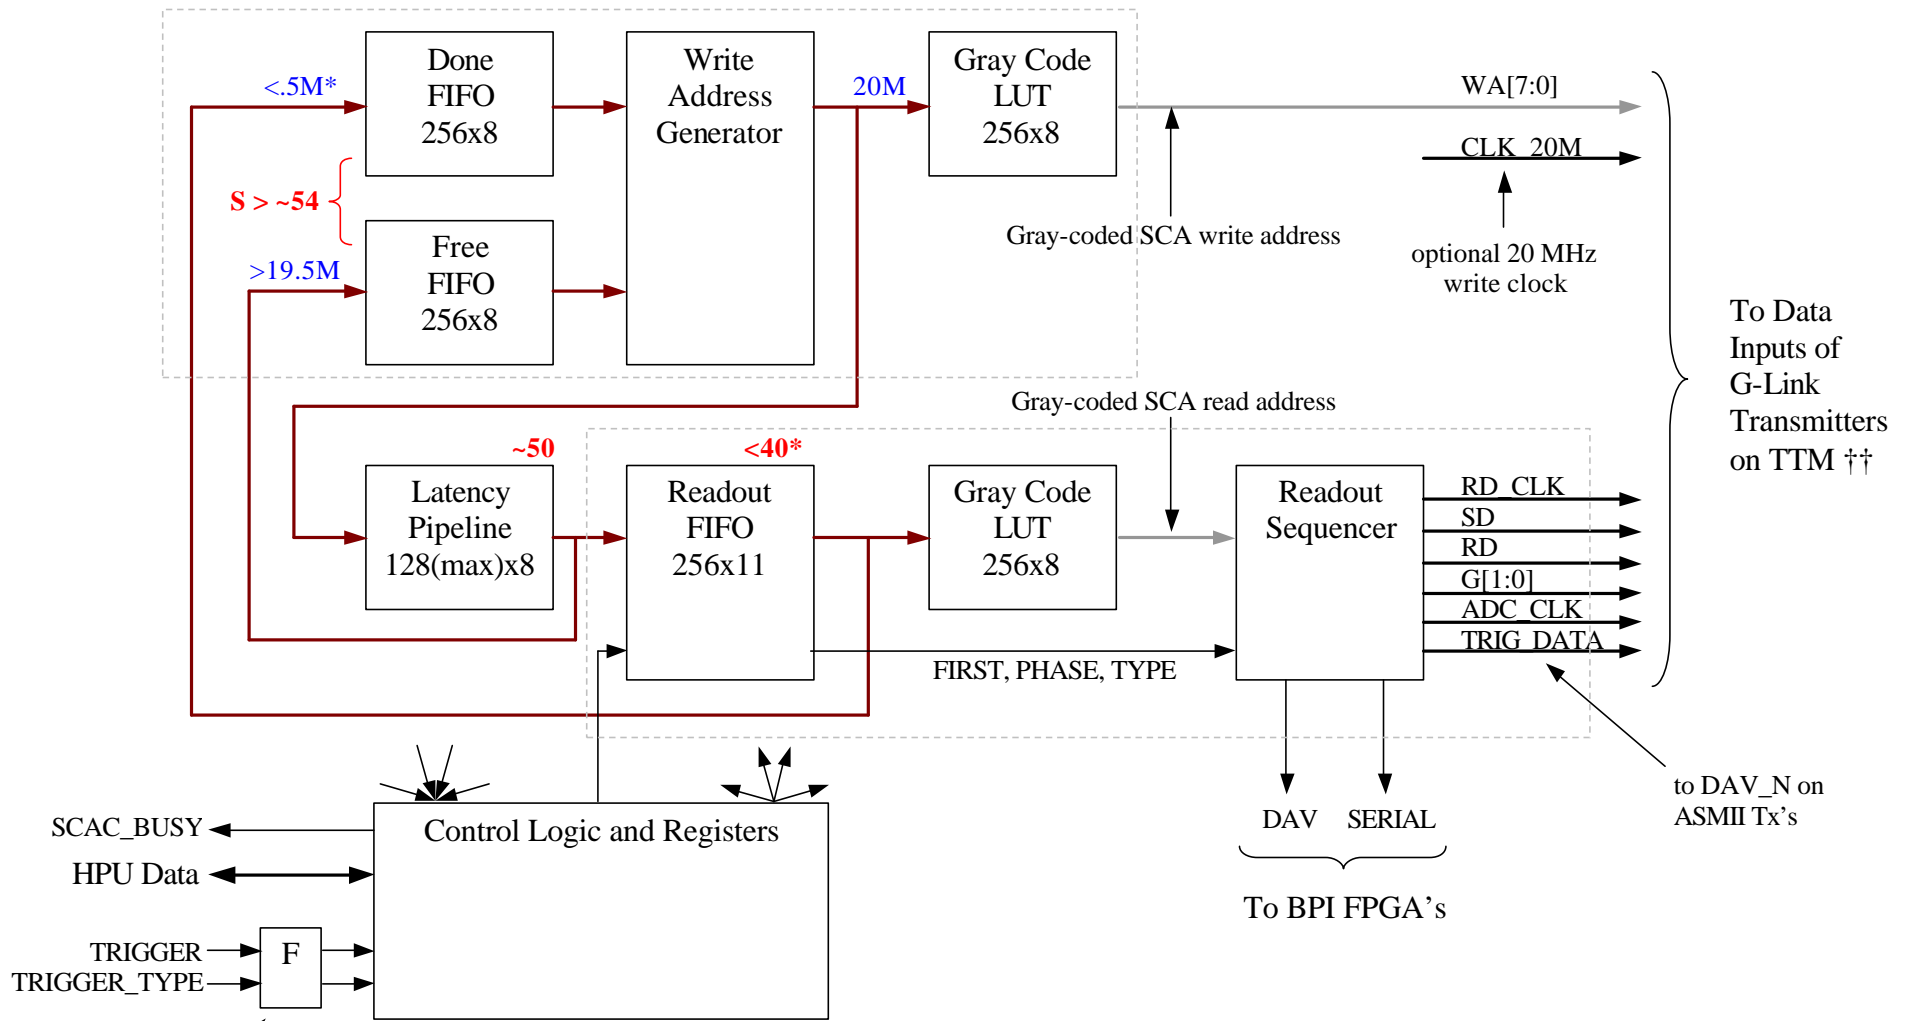 Done
FIFO
256x8
Write
Address
Generator
Gray Code
LUT
256x8
<.5M*
20M
WA[7:0]
CLK_20M
S > ~54
Free
FIFO
256x8
>19.5M
Gray-coded SCA write address
optional 20 MHz
write clock
To Data
Inputs of
G-Link
Transmitters
on TTM ††
Gray-coded SCA read address
~50
<40*
Latency
Pipeline
128(max)x8
Readout
FIFO
256x11
Gray Code
LUT
256x8
Readout
Sequencer
RD_CLK
SD
RD
G[1:0]
ADC_CLK
TRIG_DATA
FIRST, PHASE, TYPE
to DAV_N on
ASMII Tx's
DAV
SERIAL
To BPI FPGA's
SCAC_BUSY
Control Logic and Registers
HPU Data
TRIGGER
F
TRIGGER_TYPE